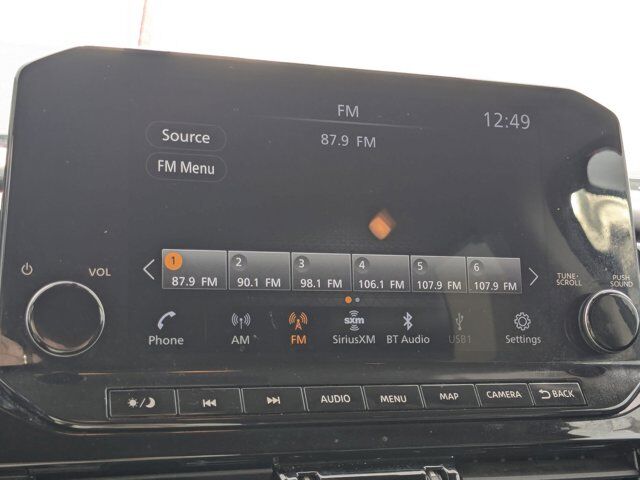 FM
12:49
Source
87.9 FM
FM Menu
1 2 3 4 5 6
87.9 FM 90.1 FM 98.1 FM 106.1 FM 107.9 FM 107.9 FM
VOL
TUNE•
SCROLL
PUSH
SOUND
sxm
Phone AM FM SiriusXM BT Audio USB1 Settings
AUDIO MENU MAP CAMERA BACK